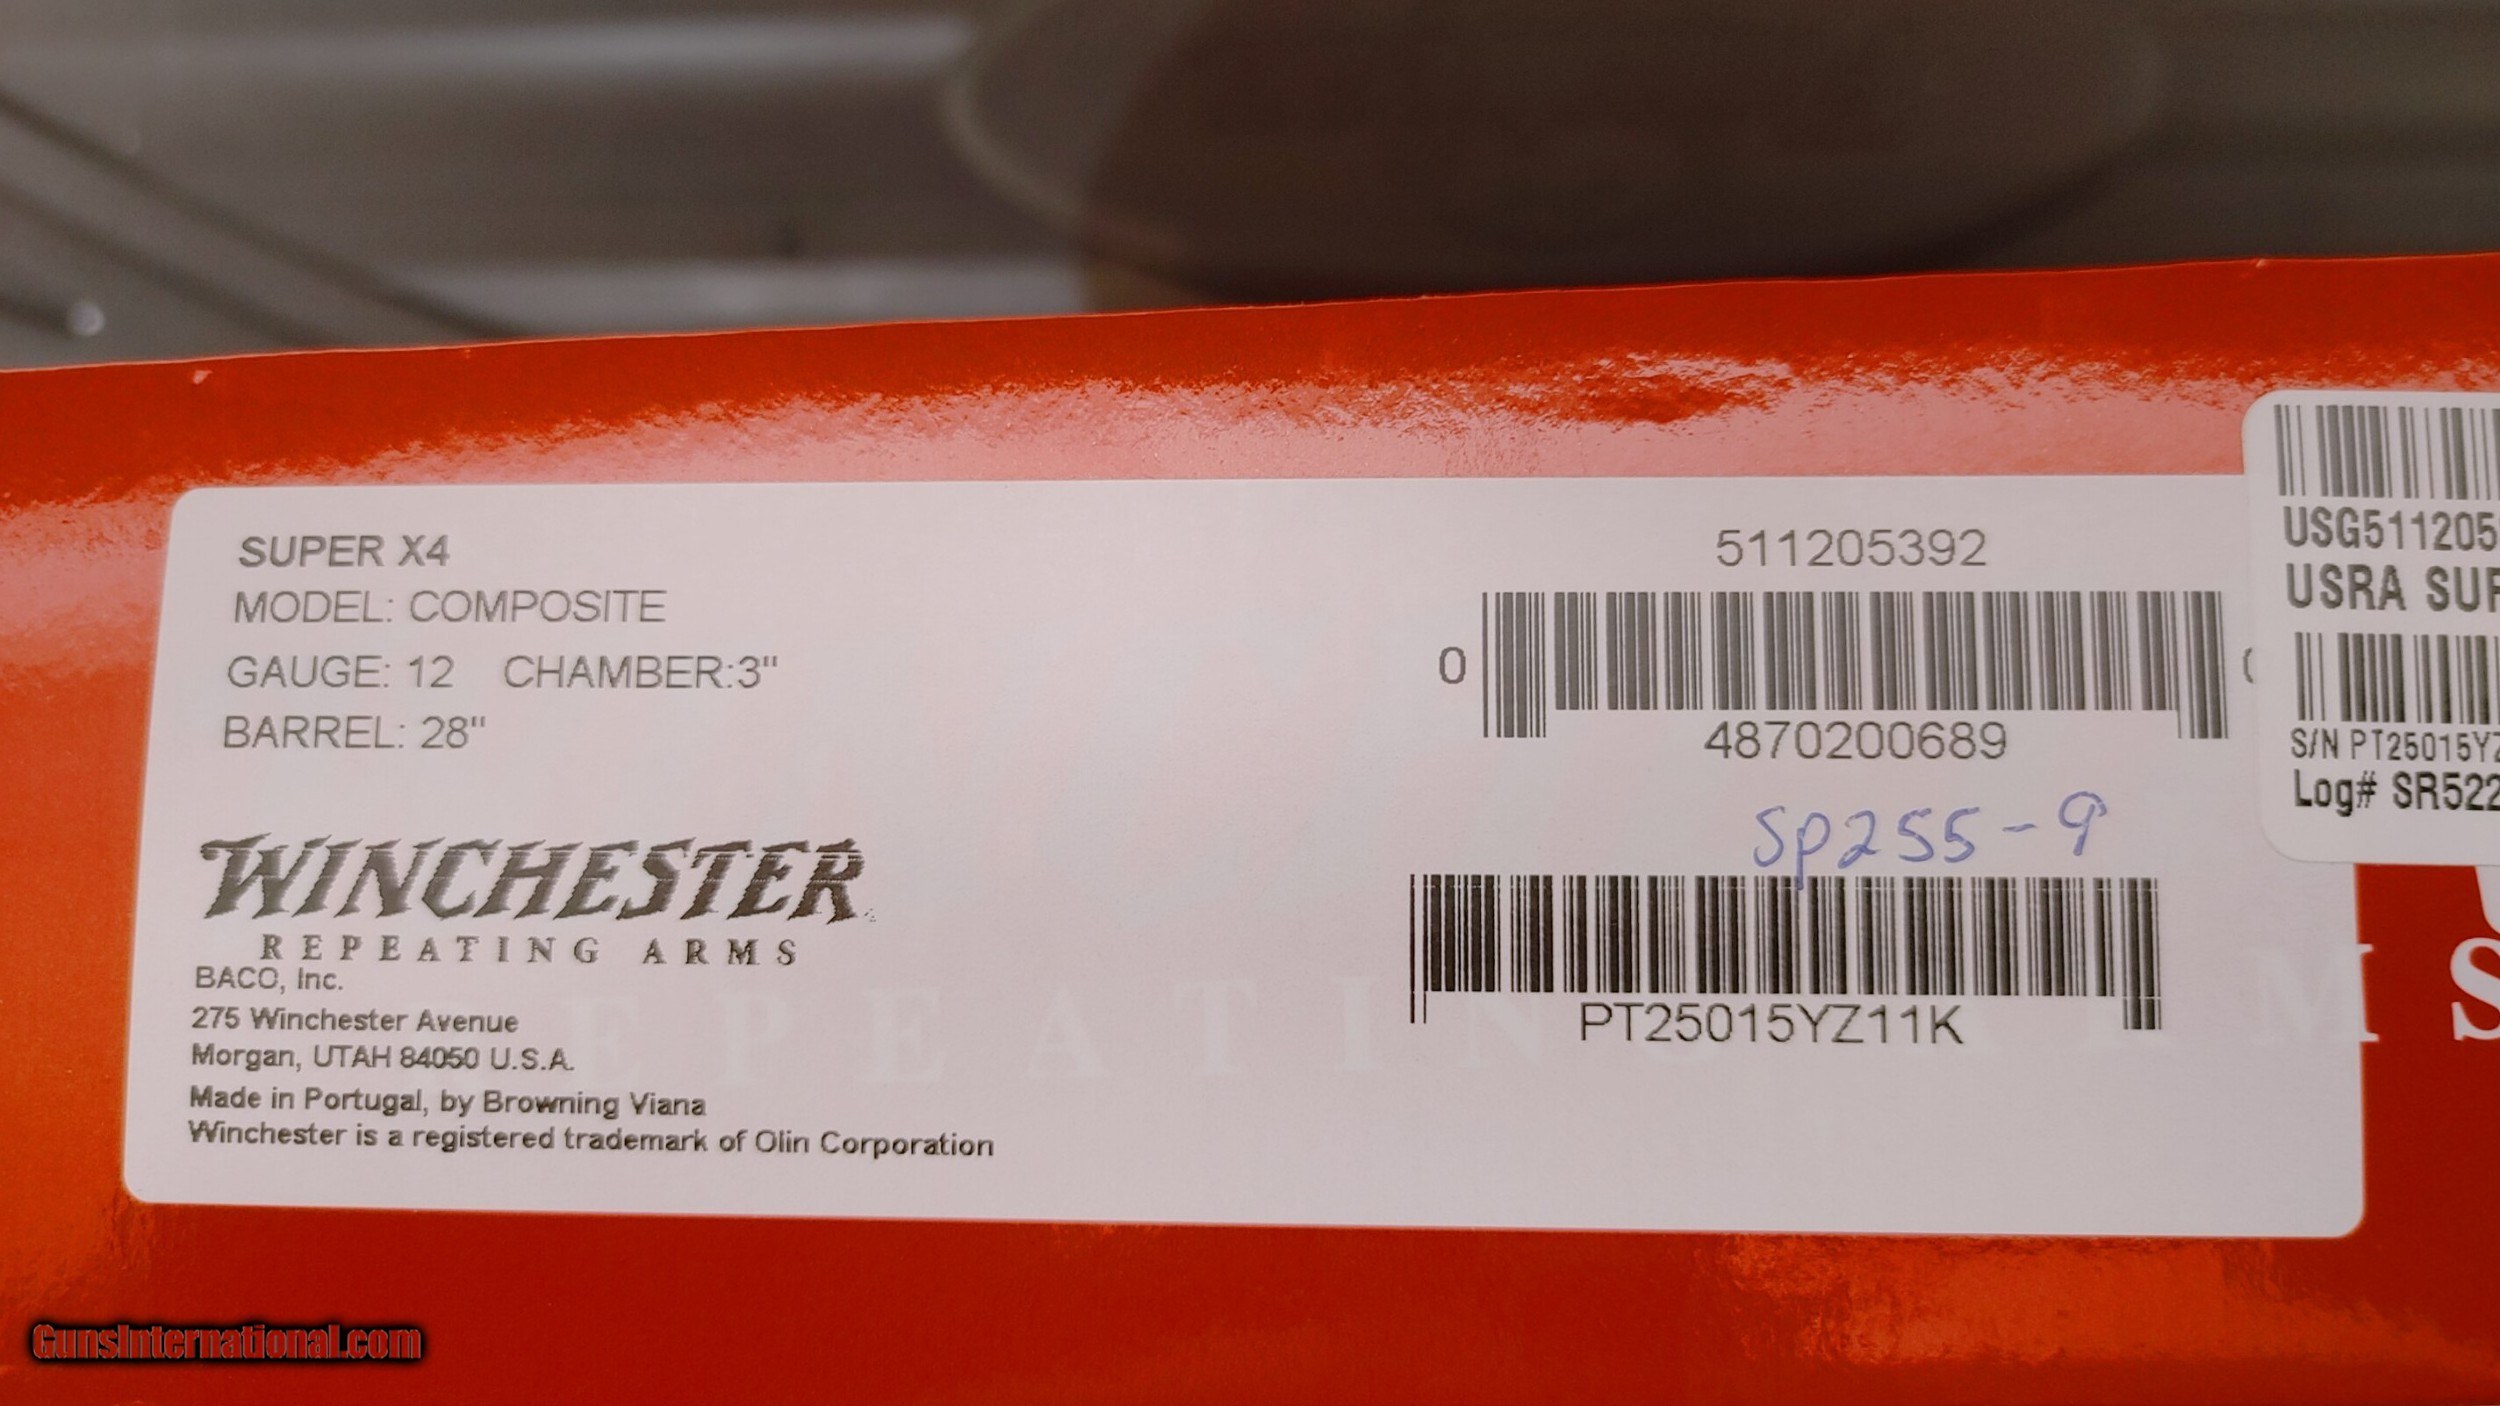 SUPER X4
MODEL: COMPOSITE
GAUGE: 12 CHAMBER:3"
BARREL: 28"
WINCHESTER
REPEATING ARMS
BACO, Inc.
275 Winchester Avenue
Morgan, UTAH 84050 U.S.A.
Made in Portugal, by Browning Viana
Winchester is a registered trademark of Olin Corporation
511205392
0
4870200689
Sp255-9
PT25015YZ11K
USG511205
USRA SUP
S/N PT25015YZ
Log# SR522
EPEATIN MS
GunsInternational.com